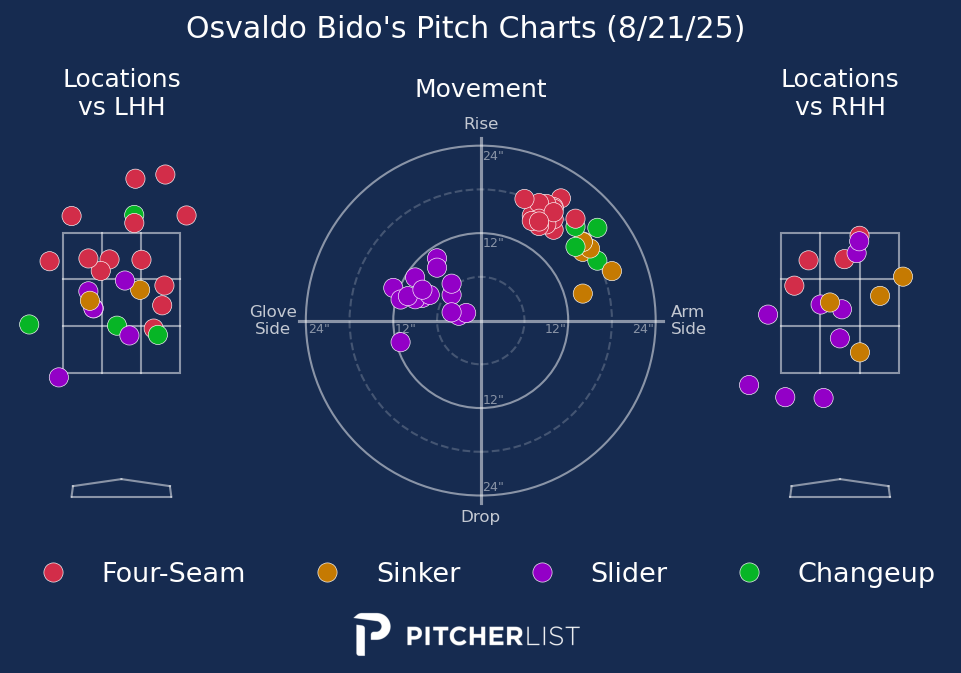 Osvaldo Bido's Pitch Charts (8/21/25)
Locations
vs LHH
Movement
Locations
vs RHH
Rise
24"
12"
Glove
Side
24"
12"
12"
24"
Arm
Side
12"
24"
Drop
Four-Seam
Sinker
Slider
Changeup
PITCHERLIST